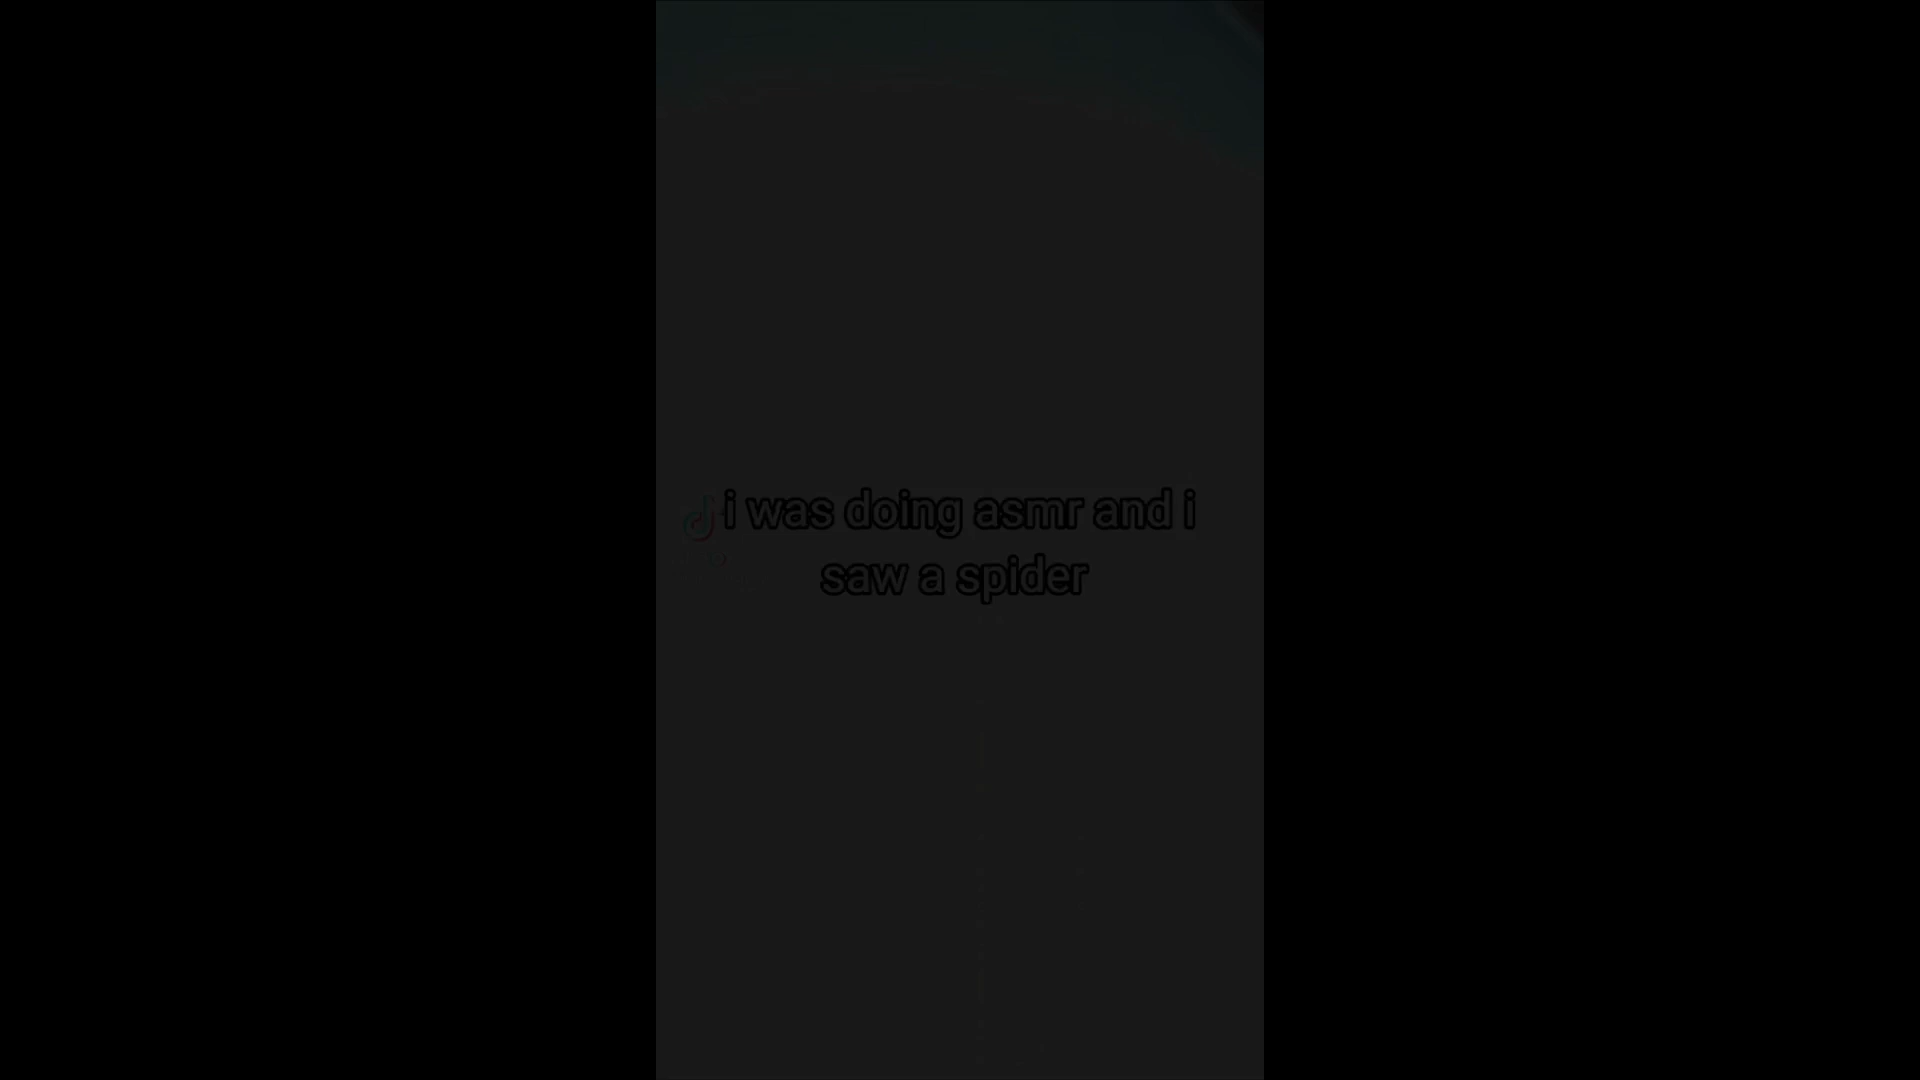 i was doing asmr and i
saw a spider